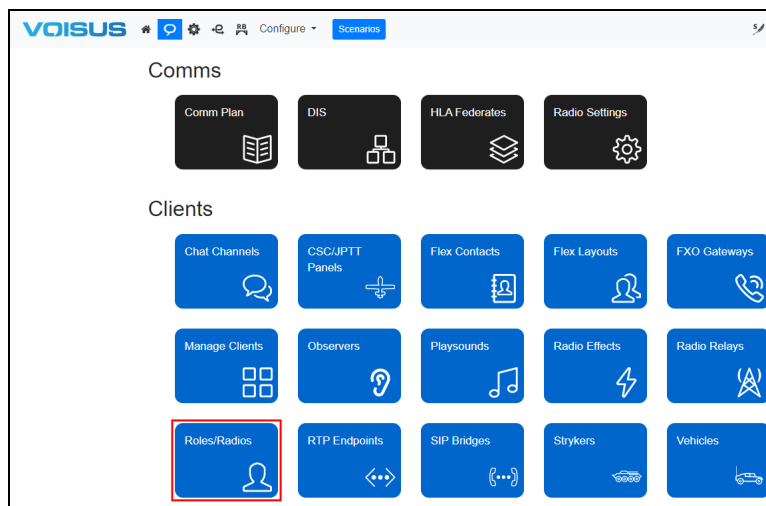 VOISUS RB Configure Scenarios
Comms
Comm Plan DIS HLA Federates Radio Settings
Clients
Chat Channels CSC/JPTT Flex Contacts Flex Layouts FXO Gateways
Panels
Manage Clients Observers Playsounds Radio Effects Radio Relays
Roles/Radios RTP Endpoints SIP Bridges Strykers Vehicles